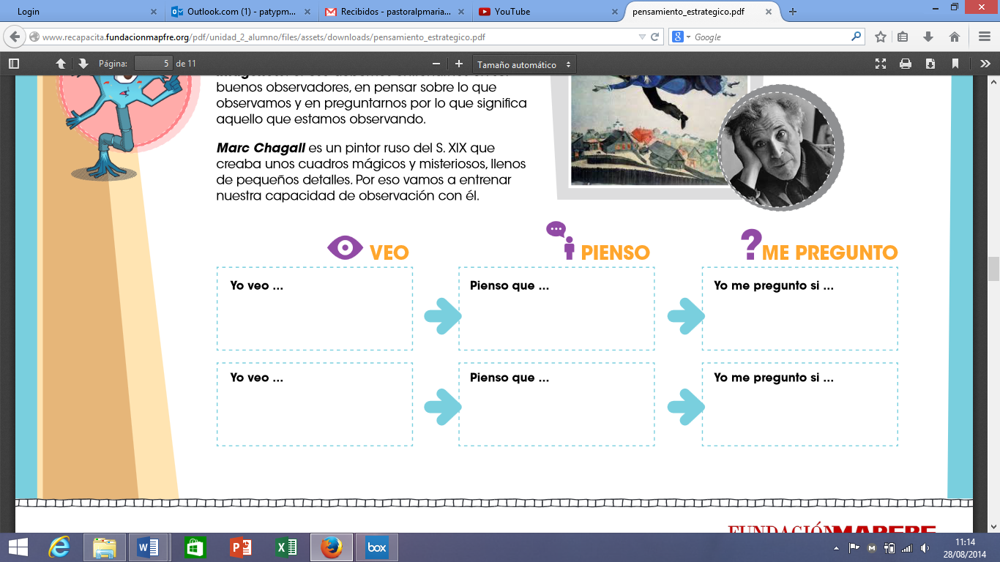 Login
Outlook.com (1) - patypm...
Recibidos - pastoralpmaria...
YouTube
pensamiento_estrategico.pdf
www.recapacita.fundacionmapfre.org/pdf/unidad_2_alumno/files/assets/downloads/pensamiento_estrategico.pdf
Google
Página: 5 de 11
Tamaño automático
buenos observadores, en pensar sobre lo que
observamos y en preguntarnos por lo que significa
aquello que estamos observando.
Marc Chagall es un pintor ruso del S. XIX que
creaba unos cuadros mágicos y misteriosos, llenos
de pequeños detalles. Por eso vamos a entrenar
nuestra capacidad de observación con él.
VEO
PIENSO
?ME PREGUNTO
Yo veo ...
Pienso que ...
Yo me pregunto si ...
Yo veo ...
Pienso que ...
Yo me pregunto si ...
FUNDACIÓN MAPFRE
11:14
28/08/2014